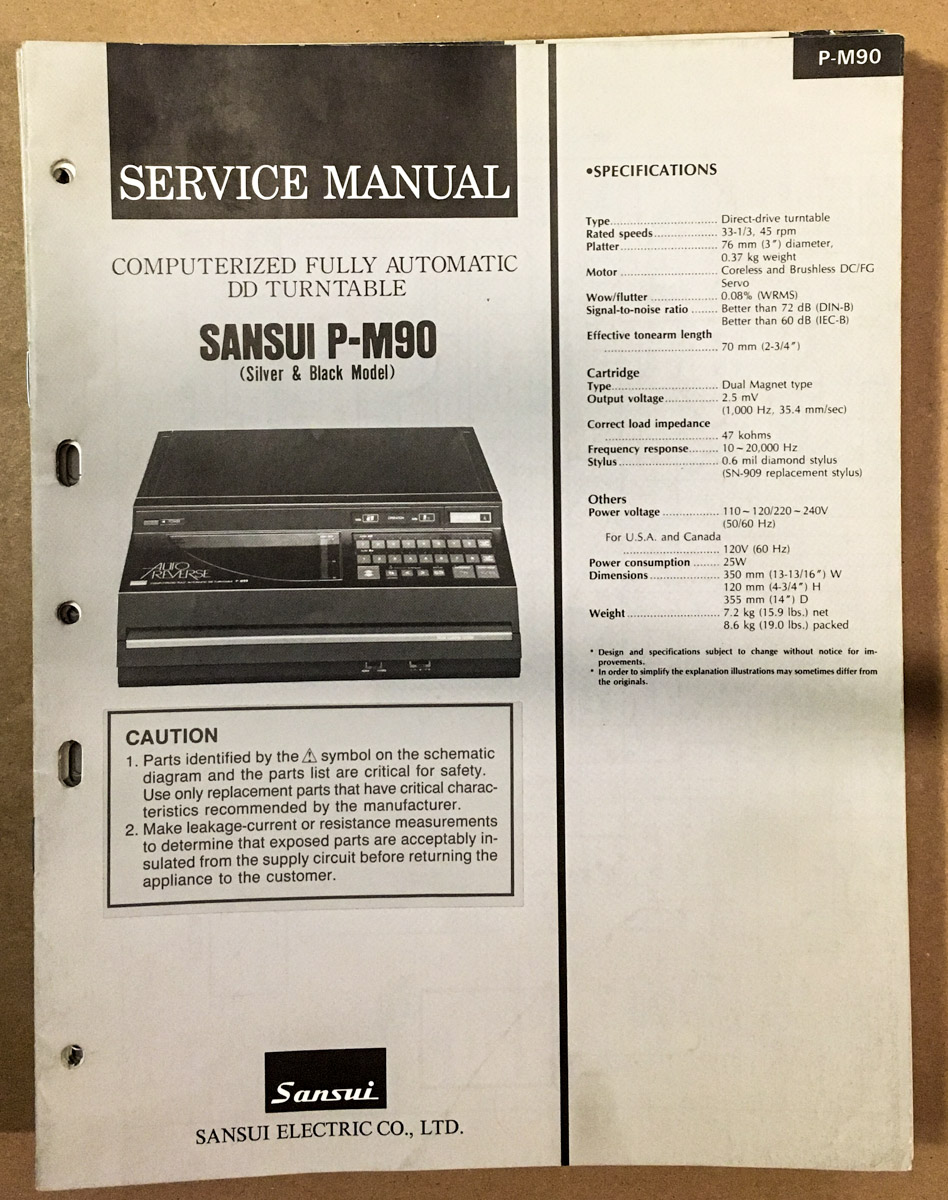 P-M90
SERVICE MANUAL
COMPUTERIZED FULLY AUTOMATIC
DD TURNTABLE
SANSUI P-M90
(Silver & Black Model)
AUTO
REVERSE
CAUTION
1. Parts identified by the ⚠ symbol on the schematic
diagram and the parts list are critical for safety.
Use only replacement parts that have critical charac-
teristics recommended by the manufacturer.
2. Make leakage-current or resistance measurements
to determine that exposed parts are acceptably in-
sulated from the supply circuit before returning the
appliance to the customer.
Sansui
SANSUI ELECTRIC CO., LTD.
•SPECIFICATIONS
Type........................... Direct-drive turntable
Rated speeds................ 33-1/3, 45 rpm
Platter......................... 76 mm (3″) diameter,
0.37 kg weight
Motor ......................... Coreless and Brushless DC/FG
Servo
Wow/flutter ................. 0.08% (WRMS)
Signal-to-noise ratio ....... Better than 72 dB (DIN-B)
Better than 60 dB (IEC-B)
Effective tonearm length
............................. 70 mm (2-3/4″)
Cartridge
Type........................... Dual Magnet type
Output voltage.............. 2.5 mV
(1,000 Hz, 35.4 mm/sec)
Correct load impedance
............................. 47 kohms
Frequency response........ 10~20,000 Hz
Stylus ......................... 0.6 mil diamond stylus
(SN-909 replacement stylus)
Others
Power voltage ............... 110~120/220~240V
(50/60 Hz)
For U.S.A. and Canada
........................ 120V (60 Hz)
Power consumption ....... 25W
Dimensions .................. 350 mm (13-13/16″) W
120 mm (4-3/4″) H
355 mm (14″) D
Weight........................ 7.2 kg (15.9 lbs.) net
8.6 kg (19.0 lbs.) packed
* Design and specifications subject to change without notice for im-
provements.
* In order to simplify the explanation illustrations may sometimes differ from
the originals.